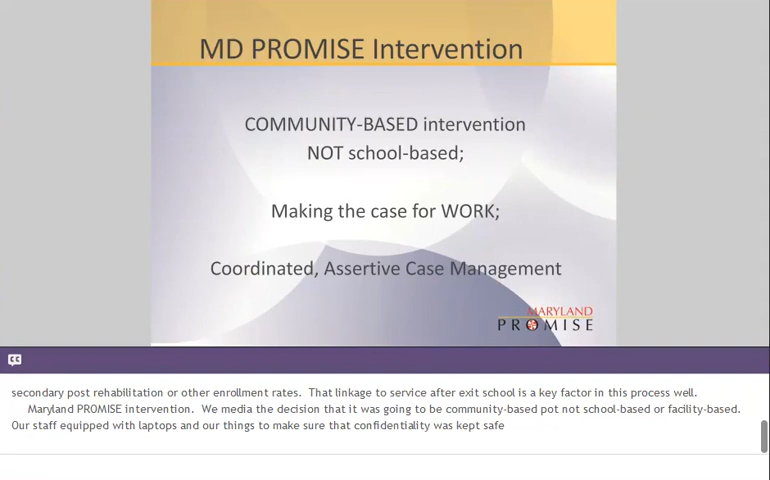 MD PROMISE Intervention
COMMUNITY-BASED intervention
NOT school-based;
Making the case for WORK;
Coordinated, Assertive Case Management
MARYLAND
PROMISE
CC
secondary post rehabilitation or other enrollment rates.  That linkage to service after exit school is a key factor in this process well.
Maryland PROMISE intervention.  We media the decision that it was going to be community-based pot not school-based or facility-based.
Our staff equipped with laptops and our things to make sure that confidentiality was kept safe